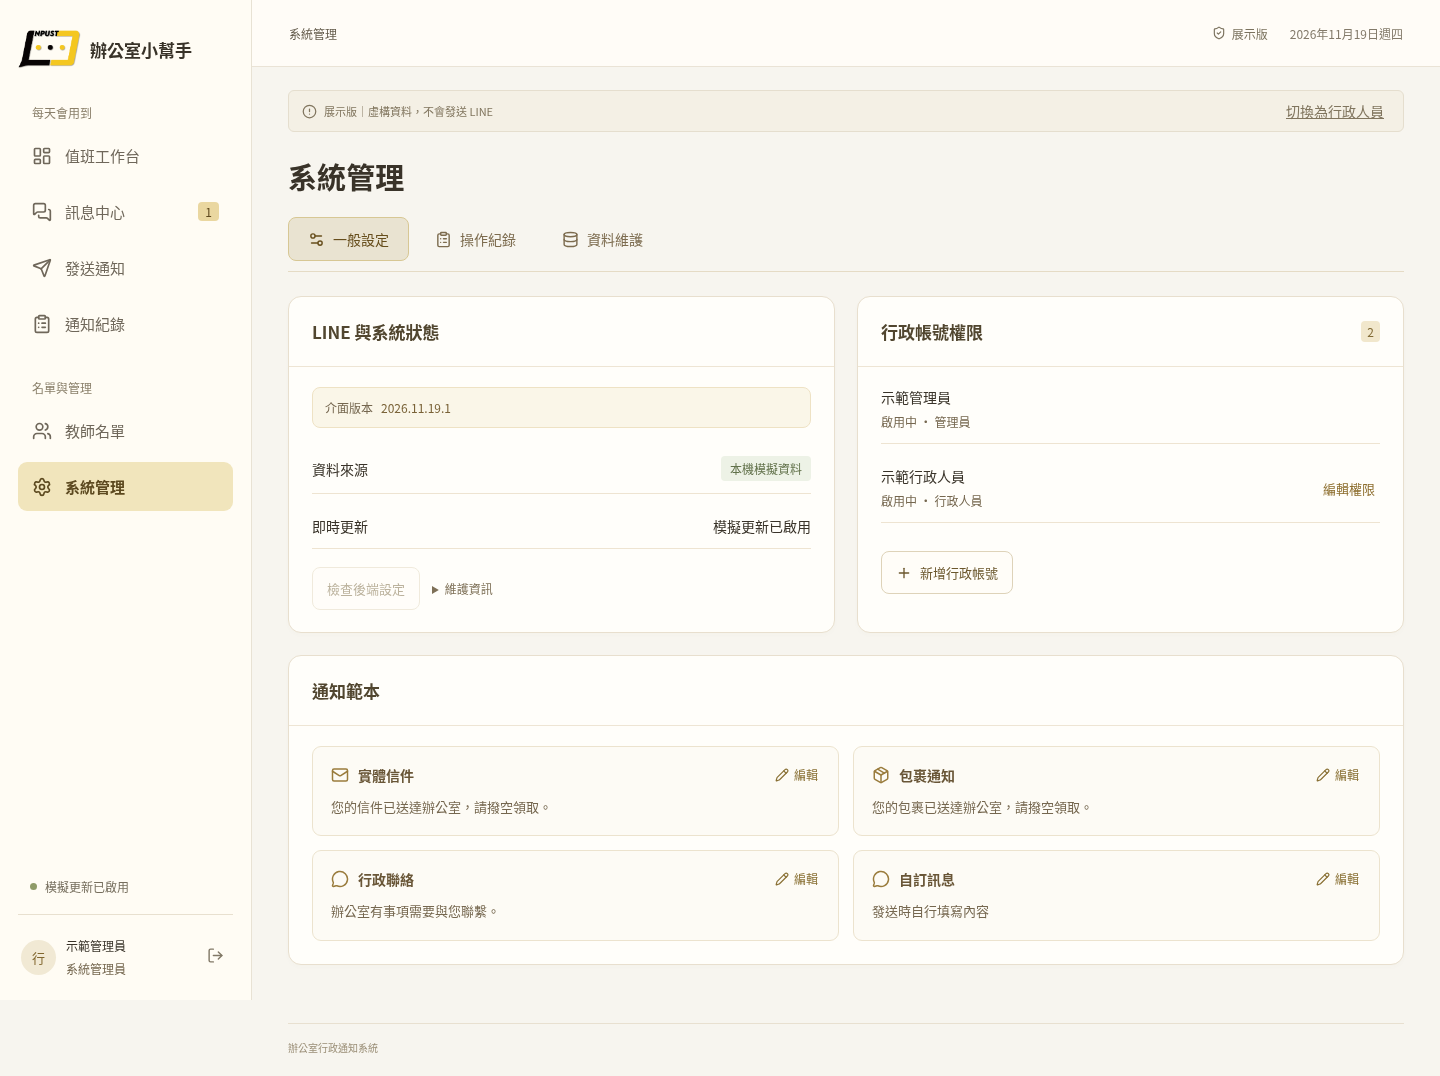 NPUST
辦公室小幫手
每天會用到
值班工作台
訊息中心
1
發送通知
通知紀錄
名單與管理
教師名單
系統管理
模擬更新已啟用
行
示範管理員
系統管理員
系統管理
展示版
2026年11月19日週四
展示版｜虛構資料，不會發送 LINE
切換為行政人員
系統管理
一般設定
操作紀錄
資料維護
LINE 與系統狀態
介面版本 2026.11.19.1
資料來源
本機模擬資料
即時更新
模擬更新已啟用
檢查後端設定
維護資訊
行政帳號權限
2
示範管理員
啟用中・管理員
示範行政人員
啟用中・行政人員
編輯權限
新增行政帳號
通知範本
實體信件
編輯
您的信件已送達辦公室，請撥空領取。
包裹通知
編輯
您的包裹已送達辦公室，請撥空領取。
行政聯絡
編輯
辦公室有事項需要與您聯繫。
自訂訊息
編輯
發送時自行填寫內容
辦公室行政通知系統